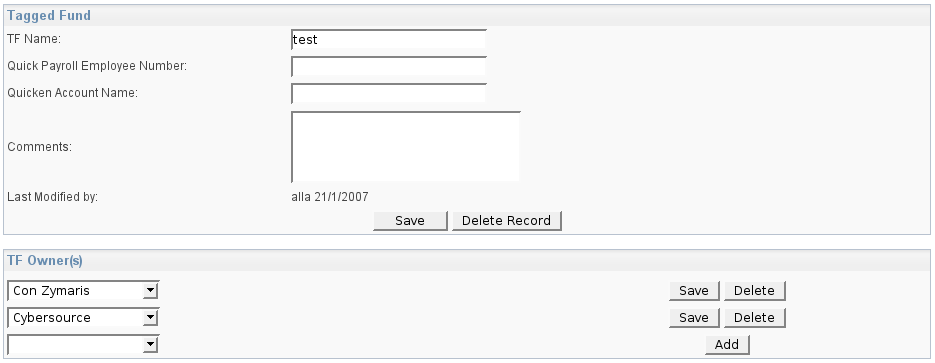 Tagged Fund
TF Name: test
Quick Payroll Employee Number:
Quicken Account Name:
Comments:
Last Modified by: alla 21/1/2007
Save Delete Record
TF Owner(s)
Con Zymaris Save Delete
Cybersource Save Delete
Add